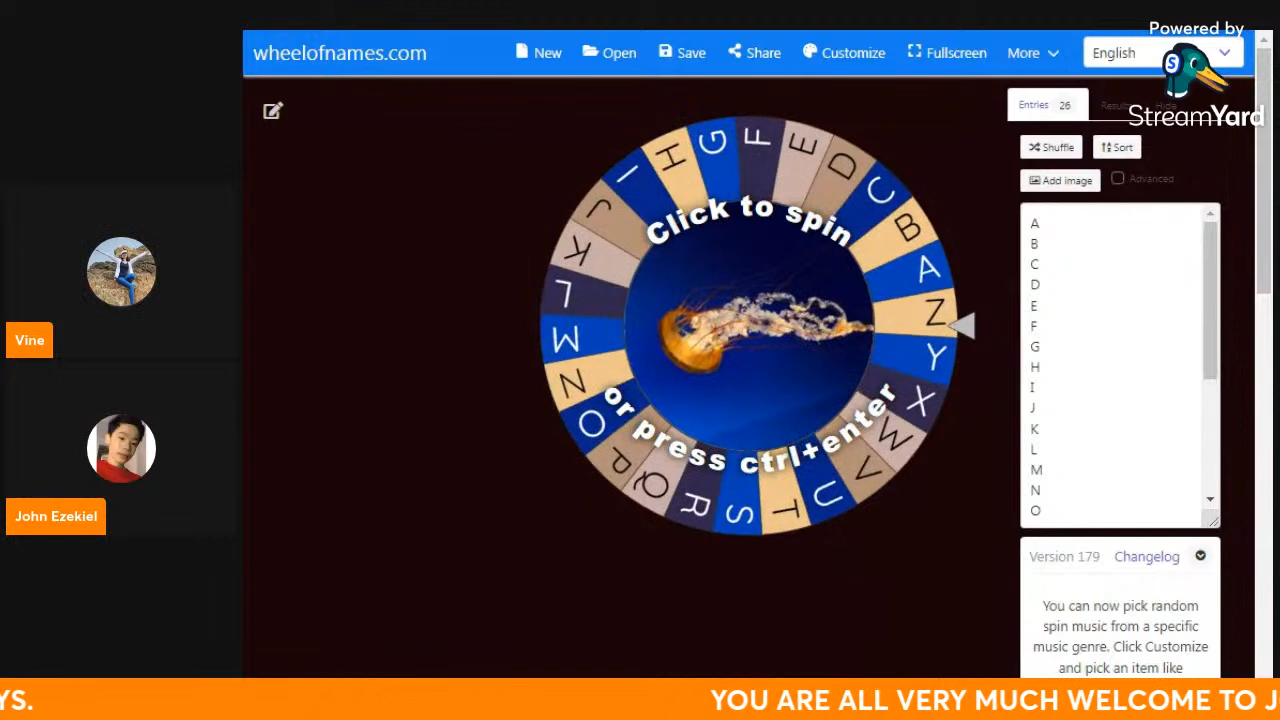 Powered by
StreamYard
wheelofnames.com
New
Open
Save
Share
Customize
Fullscreen
More
English
Entries 26
Results
Hide
Shuffle
Sort
Add image
Advanced
A
B
C
D
E
F
G
H
I
J
K
L
M
N
O
Version 179
Changelog
You can now pick random
spin music from a specific
music genre. Click Customize
and pick an item like
Click to spin
or press ctrl+enter
A
B
C
D
E
F
G
H
I
J
K
L
M
N
O
P
Q
R
S
T
U
V
W
X
Y
Z
Vine
John Ezekiel
YS.
YOU ARE ALL VERY MUCH WELCOME TO J